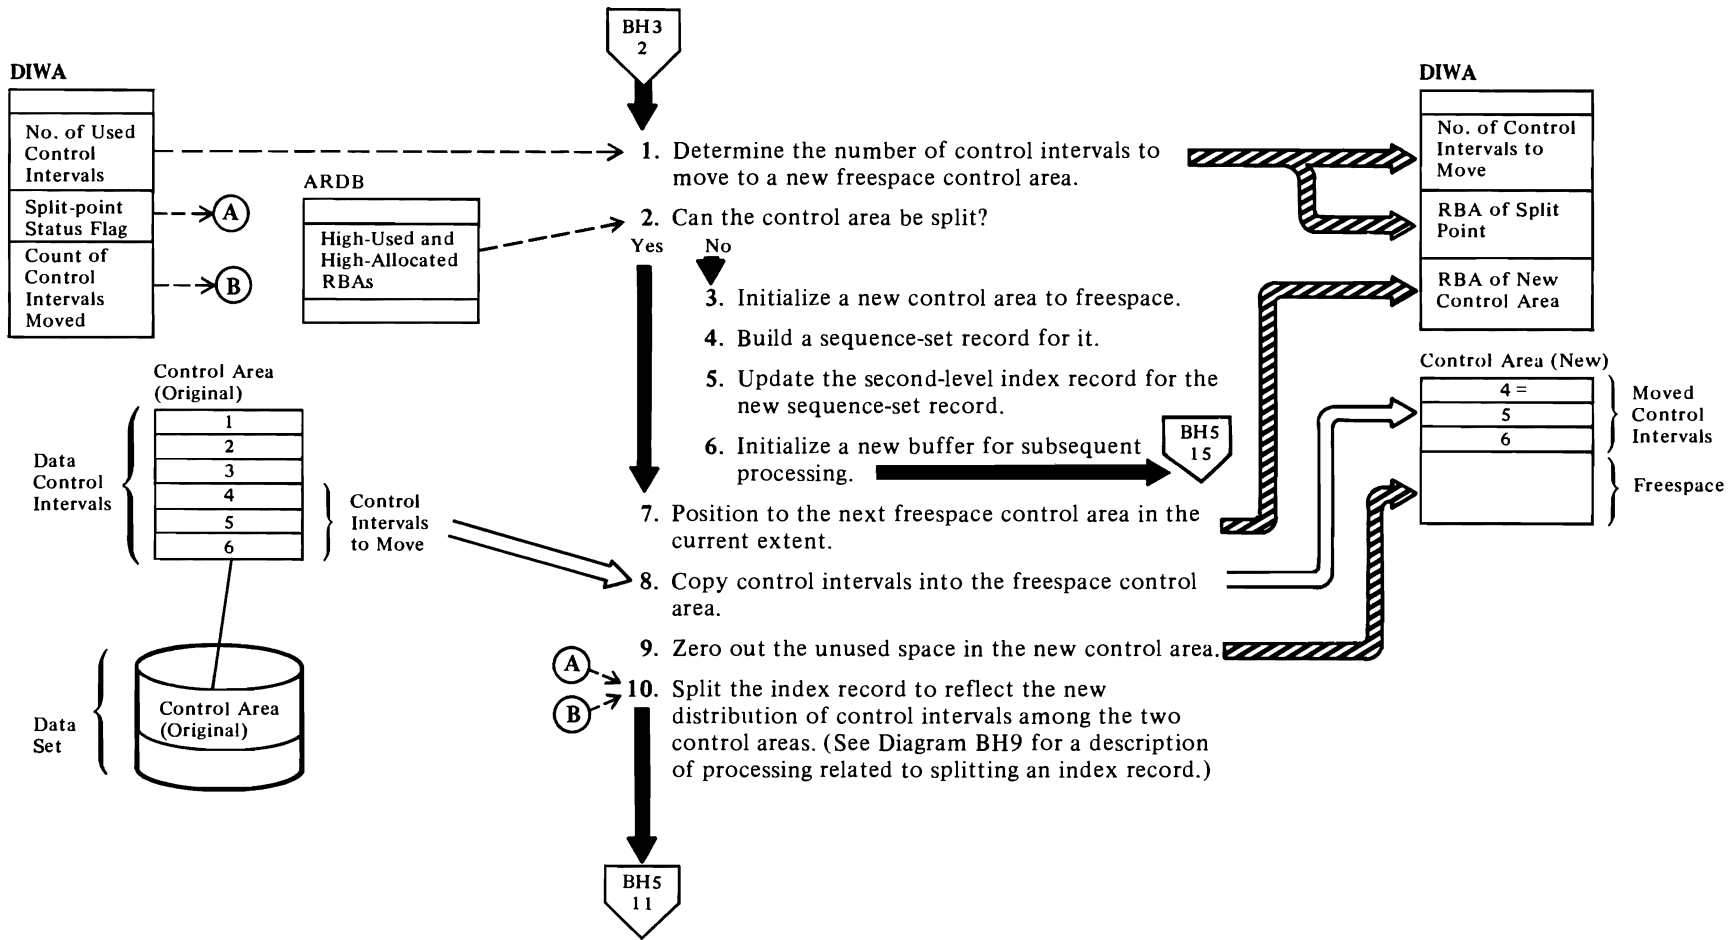 BH3
2
DIWA
No. of Used
Control
Intervals
Split-point
Status Flag
Count of
Control
Intervals
Moved
A
B
ARDB
High-Used and
High-Allocated
RBAs
1. Determine the number of control intervals to
move to a new freespace control area.
2. Can the control area be split?
Yes No
3. Initialize a new control area to freespace.
4. Build a sequence-set record for it.
5. Update the second-level index record for the
new sequence-set record.
6. Initialize a new buffer for subsequent
processing.
BH5
15
7. Position to the next freespace control area in the
current extent.
8. Copy control intervals into the freespace control
area.
9. Zero out the unused space in the new control area.
A
B
10. Split the index record to reflect the new
distribution of control intervals among the two
control areas. (See Diagram BH9 for a description
of processing related to splitting an index record.)
BH5
11
Control Area
(Original)
1
2
3
4
5
6
Data
Control
Intervals
Control
Intervals
to Move
Data
Set
Control Area
(Original)
DIWA
No. of Control
Intervals to
Move
RBA of Split
Point
RBA of New
Control Area
Control Area (New)
4 =
5
6
Moved
Control
Intervals
Freespace